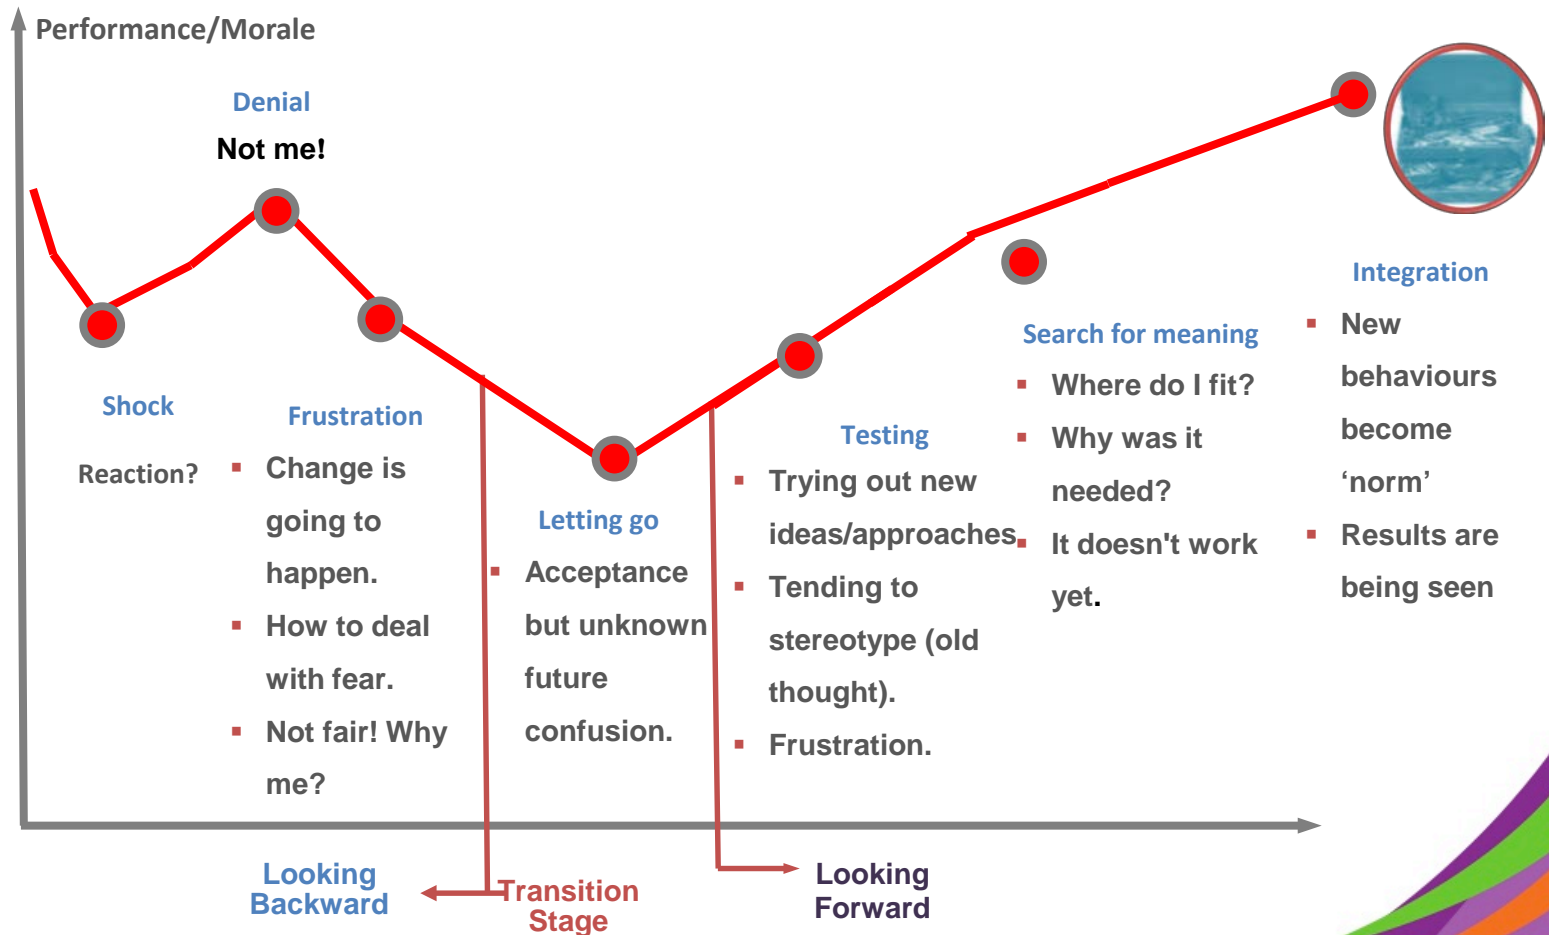 Performance/Morale
Denial
Not me!
Shock
Reaction?
Frustration
▪ Change is
going to
happen.
▪ How to deal
with fear.
▪ Not fair! Why
me?
Letting go
▪ Acceptance
but unknown
future
confusion.
Testing
▪ Trying out new
ideas/approaches
▪ Tending to
stereotype (old
thought).
▪ Frustration.
Search for meaning
▪ Where do I fit?
▪ Why was it
needed?
▪ It doesn't work
yet.
Integration
▪ New
behaviours
become
‘norm’
▪ Results are
being seen
Looking
Backward
Transition
Stage
Looking
Forward